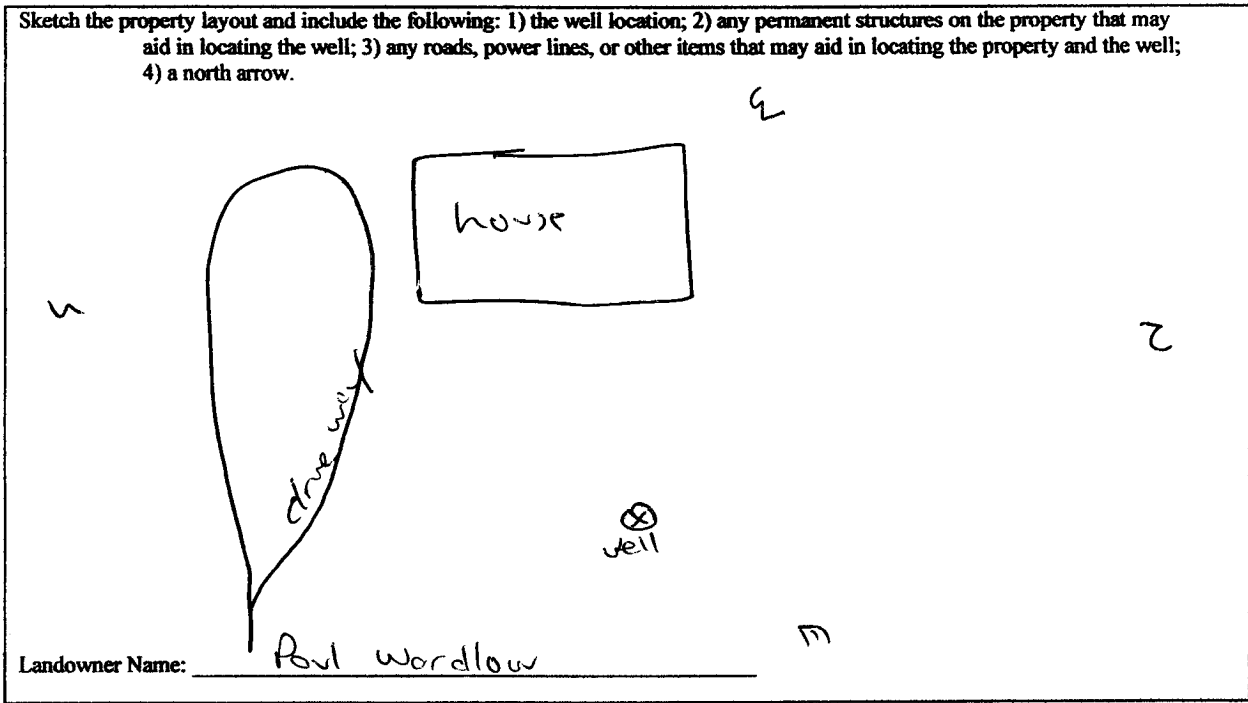 Sketch the property layout and include the following: 1) the well location; 2) any permanent structures on the property that may
aid in locating the well; 3) any roads, power lines, or other items that may aid in locating the property and the well;
4) a north arrow.
W
house
S
N
drive way
well
E
Landowner Name: Paul Wardlaw